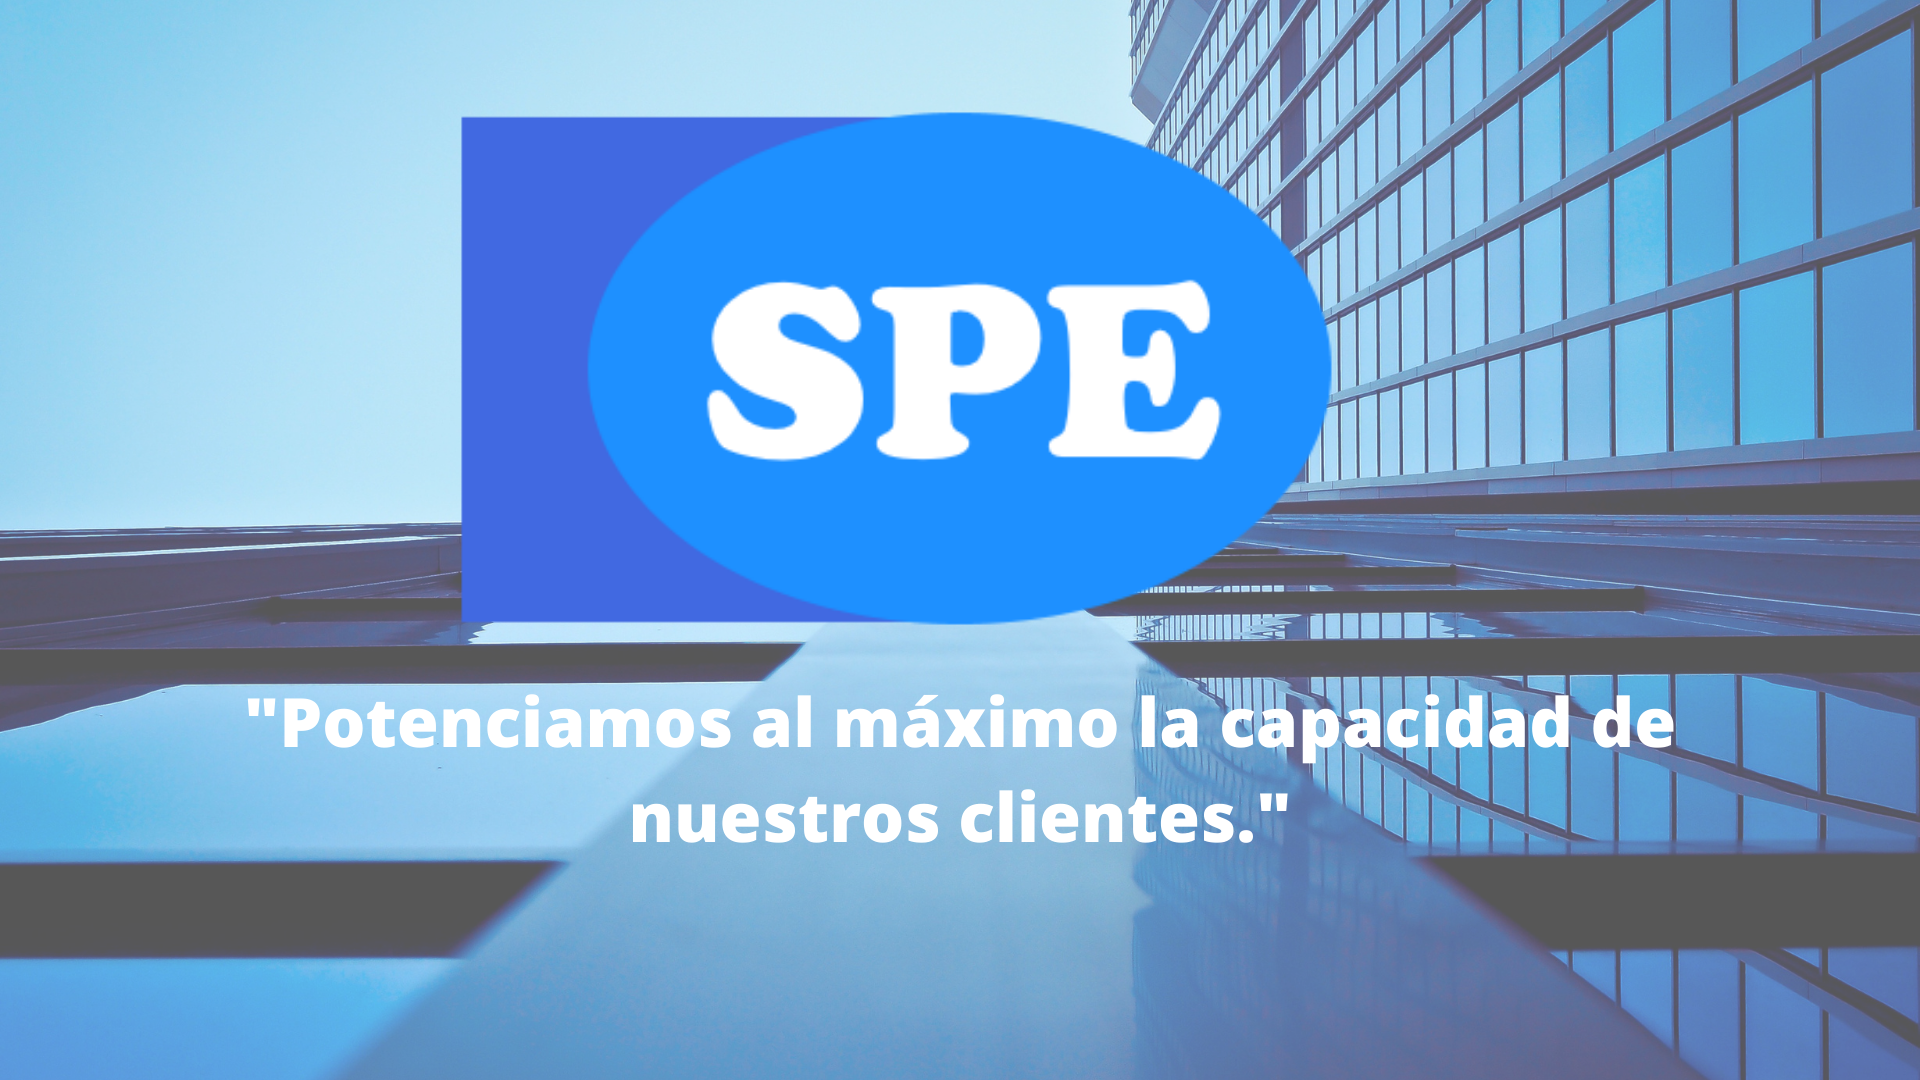 SPE
"Potenciamos al máximo la capacidad de
nuestros clientes."